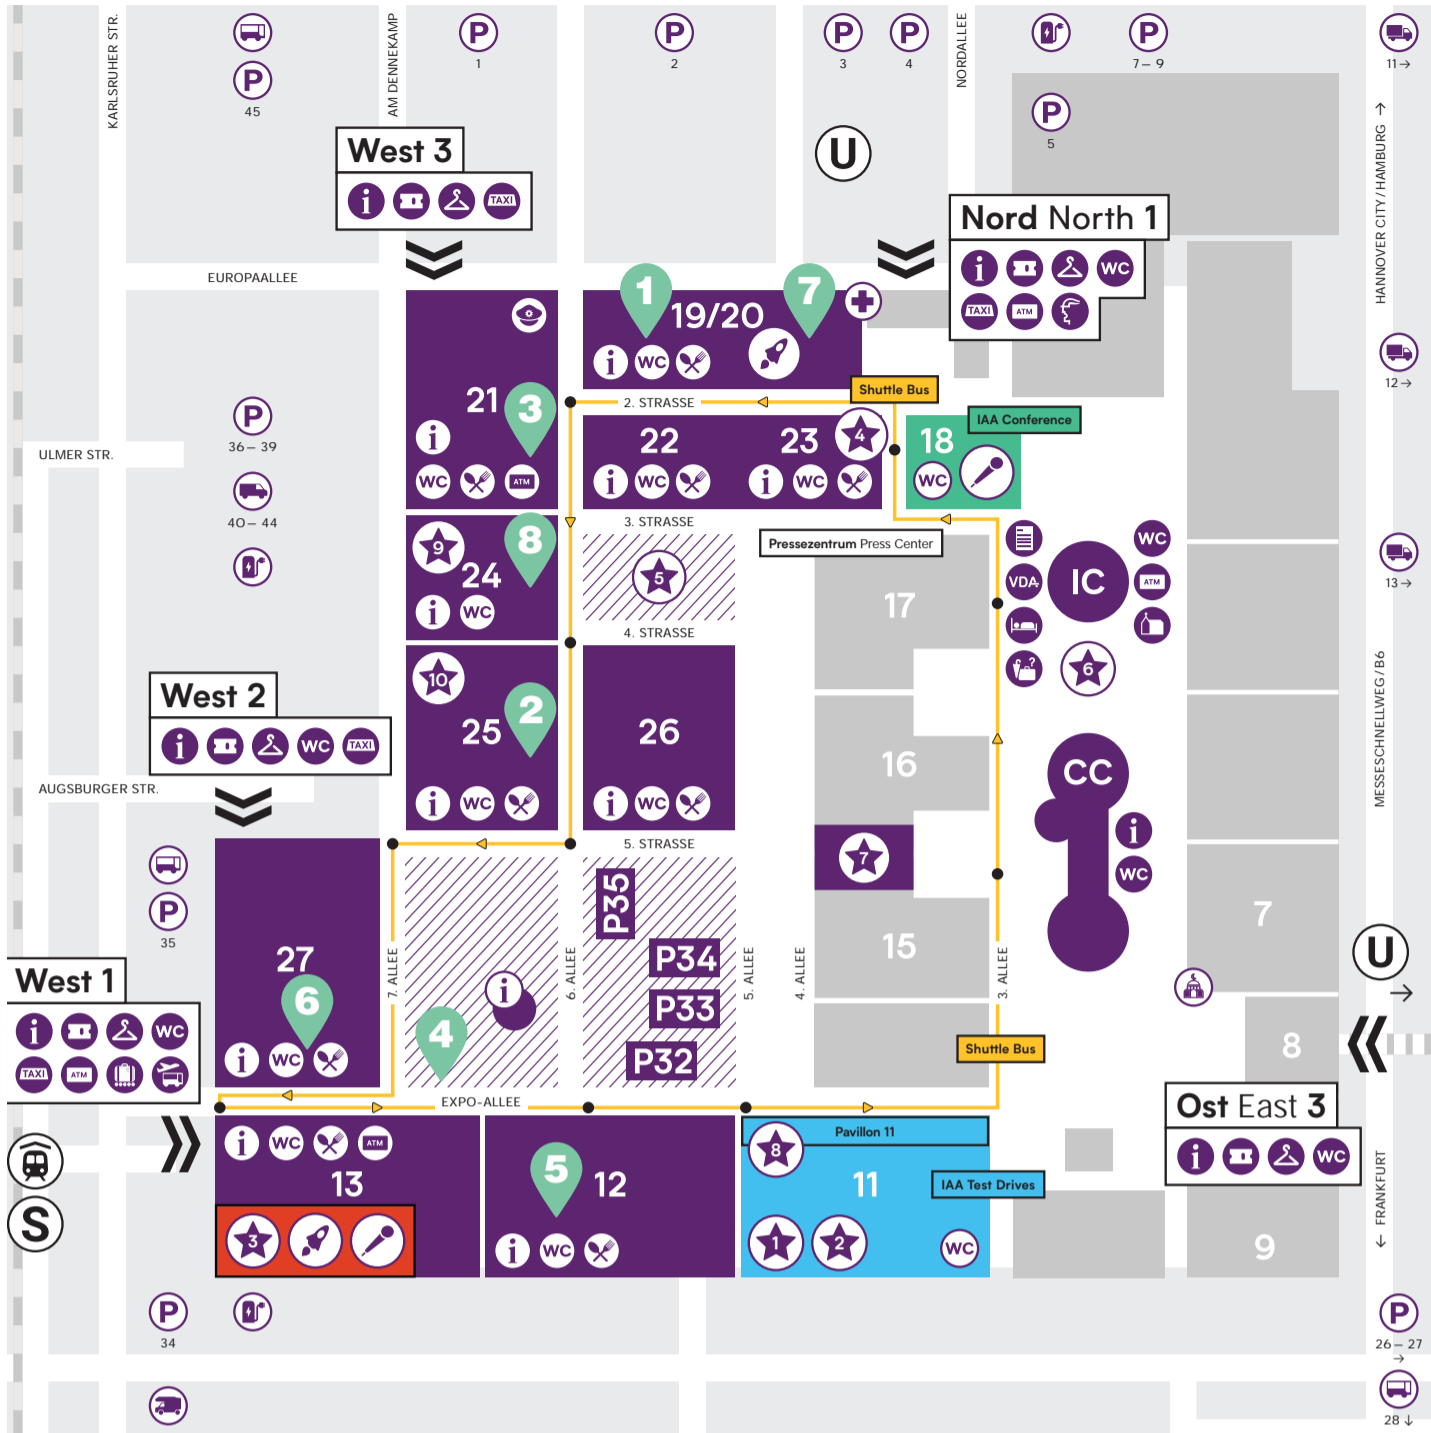 KARLSRUHER STR.
AM DENNEKAMP
NORDALLEE
P
45
P
1
P
2
P
3
P
4
P
7 – 9
P
5
11→
HANNOVER CITY / HAMBURG →
U
West 3
i
TAXI
Nord North 1
i
WC
TAXI
ATM
EUROPAALLEE
1
19/20
7
i
WC
21
3
i
WC
ATM
Shuttle Bus
2. STRASSE
22
23
4
i
WC
i
WC
IAA Conference
18
WC
12→
P
36 – 39
ULMER STR.
40 – 44
3. STRASSE
Pressezentrum Press Center
9
8
24
i
WC
5
4. STRASSE
17
VDA
IC
WC
ATM
6
?
13→
MESSESCHNELLWEG / B6
10
2
25
i
WC
26
i
WC
16
CC
i
WC
West 2
i
WC
TAXI
AUGSBURGER STR.
5. STRASSE
7
P
35
27
6
i
WC
7. ALLEE
i
4
6. ALLEE
P35
P34
P33
P32
5. ALLEE
4. ALLEE
15
3. ALLEE
7
U
→
8
West 1
i
WC
TAXI
ATM
Shuttle Bus
EXPO-ALLEE
Ost East 3
i
WC
S
i
WC
ATM
13
3
5
12
i
WC
Pavillon 11
8
11
IAA Test Drives
1
2
WC
9
← FRANKFURT
P
34
P
26 – 27
→
28 ↓